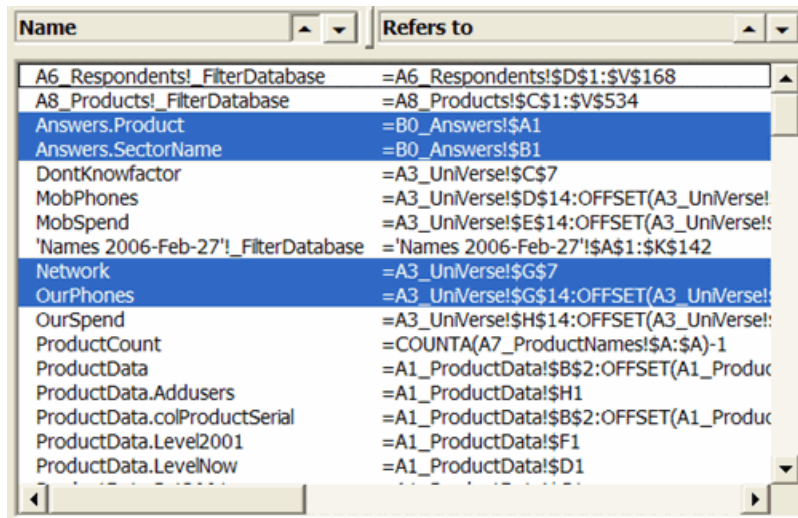 Name Refers to
A6_Respondents!_FilterDatabase =A6_Respondents!$D$1:$V$168
A8_Products!_FilterDatabase =A8_Products!$C$1:$V$534
Answers.Product =B0_Answers!$A1
Answers.SectorName =B0_Answers!$B1
DontKnowfactor =A3_UniVerse!$C$7
MobPhones =A3_UniVerse!$D$14:OFFSET(A3_UniVerse!
MobSpend =A3_UniVerse!$E$14:OFFSET(A3_UniVerse!$
'Names 2006-Feb-27'!_FilterDatabase ='Names 2006-Feb-27'!$A$1:$K$142
Network =A3_UniVerse!$G$7
OurPhones =A3_UniVerse!$G$14:OFFSET(A3_UniVerse!$
OurSpend =A3_UniVerse!$H$14:OFFSET(A3_UniVerse!
ProductCount =COUNTA(A7_ProductNames!$A:$A)-1
ProductData =A1_ProductData!$B$2:OFFSET(A1_Produc
ProductData.Addusers =A1_ProductData!$H1
ProductData.colProductSerial =A1_ProductData!$B$2:OFFSET(A1_Produc
ProductData.Level2001 =A1_ProductData!$F1
ProductData.LevelNow =A1_ProductData!$D1